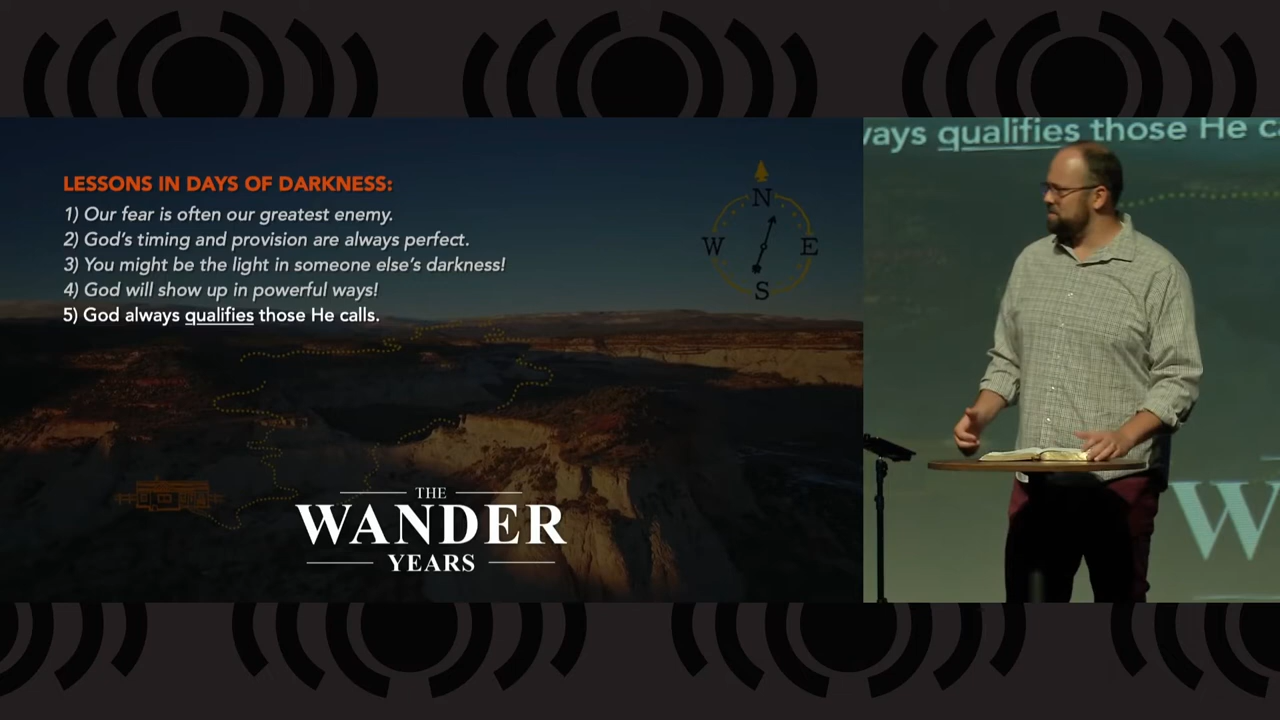 LESSONS IN DAYS OF DARKNESS:
1) Our fear is often our greatest enemy.
2) God's timing and provision are always perfect.
3) You might be the light in someone else's darkness!
4) God will show up in powerful ways!
5) God always qualifies those He calls.
N
W E
S
THE
WANDER
YEARS
ways qualifies those He c
W